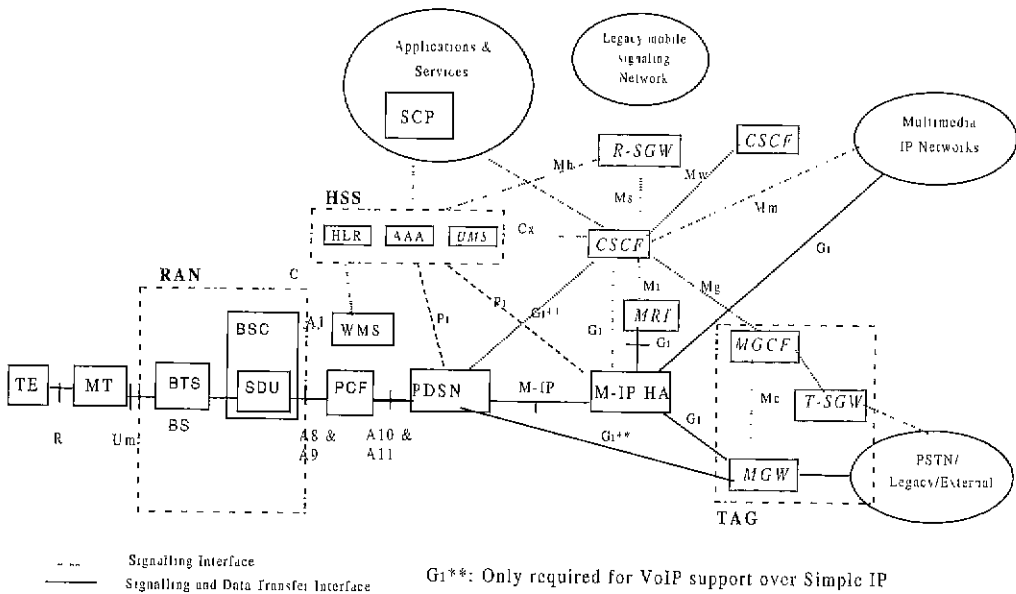 Applications &
Services
SCP
Legacy mobile
signaling
Network
Multimedia
IP Networks
R-SGW
CSCF
Mh
Ms
Mw
Mm
HSS
HLR
AAA
UMS
Cx
CSCF
Gi
RAN
C
A1
WMS
Pi
Pi
Gi**
Gi
Mi
Mg
MRF
Gi
BSC
MGCF
TE
MT
BTS
SDU
PCF
PDSN
M-IP
M-IP HA
Mc
T-SGW
R
Um
BS
A8 &
A9
A10 &
A11
Gi**
Gi
MGW
PSTN/
Legacy/External
TAG
Signalling Interface
Signalling and Data Transfer Interface
Gi**: Only required for VoIP support over Simple IP